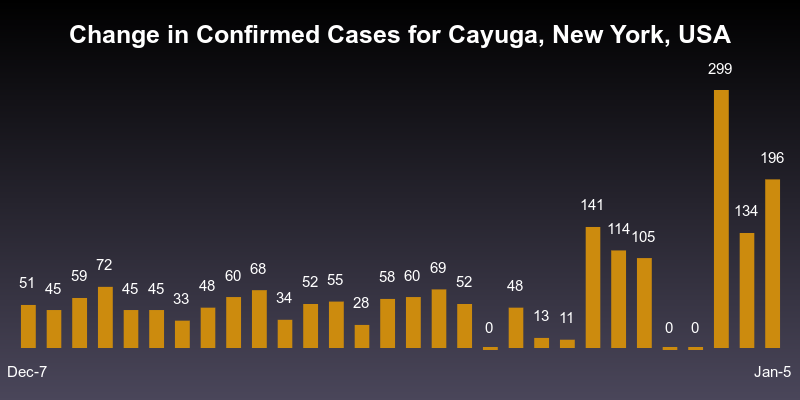 Change in Confirmed Cases for Cayuga, New York, USA
51 45 59 72 45 45 33 48 60 68 34 52 55 28 58 60 69 52 0 48 13 11 141 114 105 0 0 299 134 196
Dec-7 Jan-5